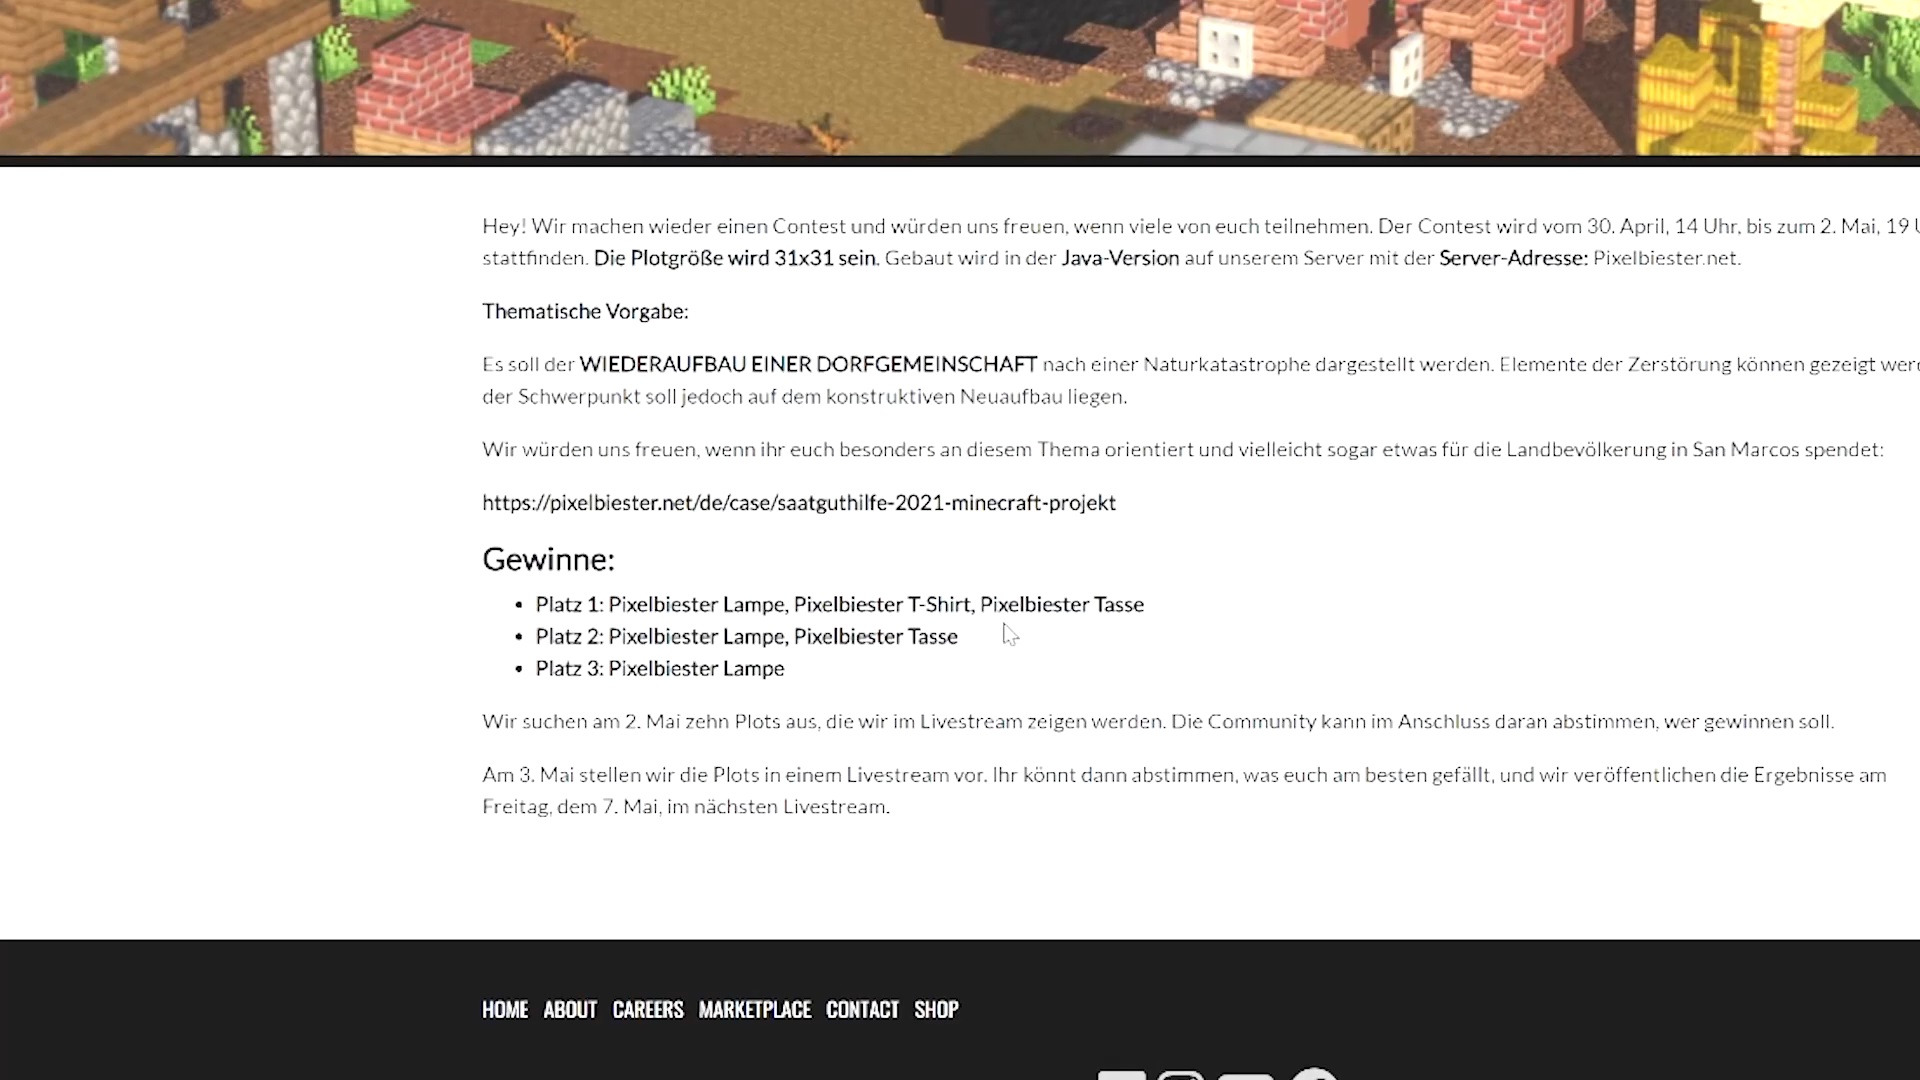 Hey! Wir machen wieder einen Contest und würden uns freuen, wenn viele von euch teilnehmen. Der Contest wird vom 30. April, 14 Uhr, bis zum 2. Mai, 19
stattfinden. Die Plotgröße wird 31x31 sein. Gebaut wird in der Java-Version auf unserem Server mit der Server-Adresse: Pixelbiester.net.
Thematische Vorgabe:
Es soll der WIEDERAUFBAU EINER DORFGEMEINSCHAFT nach einer Naturkatastrophe dargestellt werden. Elemente der Zerstörung können gezeigt
der Schwerpunkt soll jedoch auf dem konstruktiven Neuaufbau liegen.
Wir würden uns freuen, wenn ihr euch besonders an diesem Thema orientiert und vielleicht sogar etwas für die Landbevölkerung in San Marcos spendet:
https://pixelbiester.net/de/case/saatguthilfe-2021-minecraft-projekt
Gewinne:
• Platz 1: Pixelbiester Lampe, Pixelbiester T-Shirt, Pixelbiester Tasse
• Platz 2: Pixelbiester Lampe, Pixelbiester Tasse
• Platz 3: Pixelbiester Lampe
Wir suchen am 2. Mai zehn Plots aus, die wir im Livestream zeigen werden. Die Community kann im Anschluss daran abstimmen, wer gewinnen soll.
Am 3. Mai stellen wir die Plots in einem Livestream vor. Ihr könnt dann abstimmen, was euch am besten gefällt, und wir veröffentlichen die Ergebnisse am
Freitag, dem 7. Mai, im nächsten Livestream.
HOME ABOUT CAREERS MARKETPLACE CONTACT SHOP